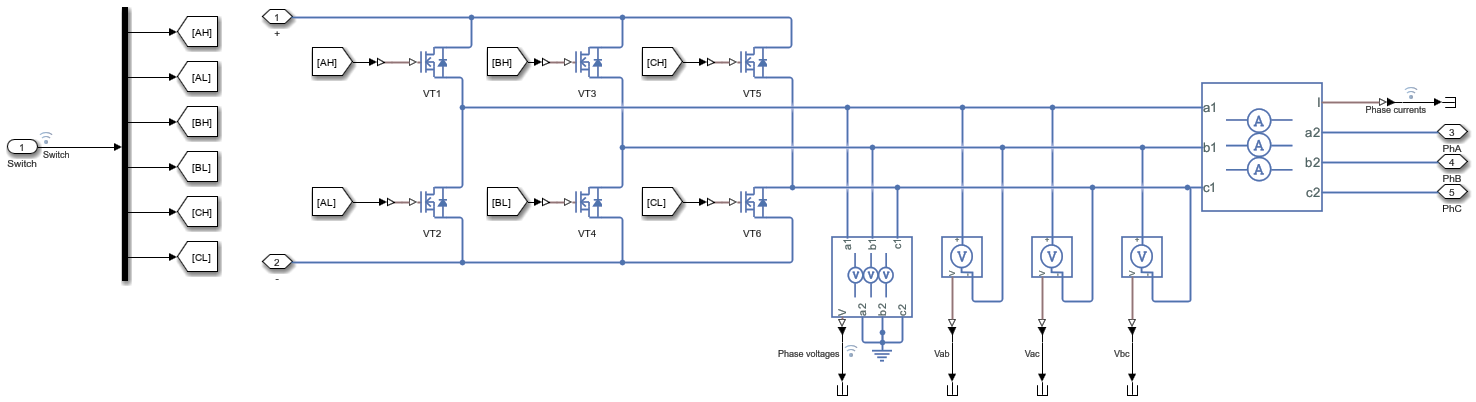 1
Switch
Switch
[AH]
[AL]
[BH]
[BL]
[CH]
[CL]
1
+
[AH]
VT1
[BH]
VT3
[CH]
VT5
[AL]
VT2
[BL]
VT4
[CL]
VT6
2
-
a1
b1
c1
V V V
V
a2
b2
c2
Phase voltages
+
V
V
Vab
+
V
V
Vac
+
V
V
Vbc
a1
b1
c1
A
A
A
I
a2
b2
c2
Phase currents
3
PhA
4
PhB
5
PhC